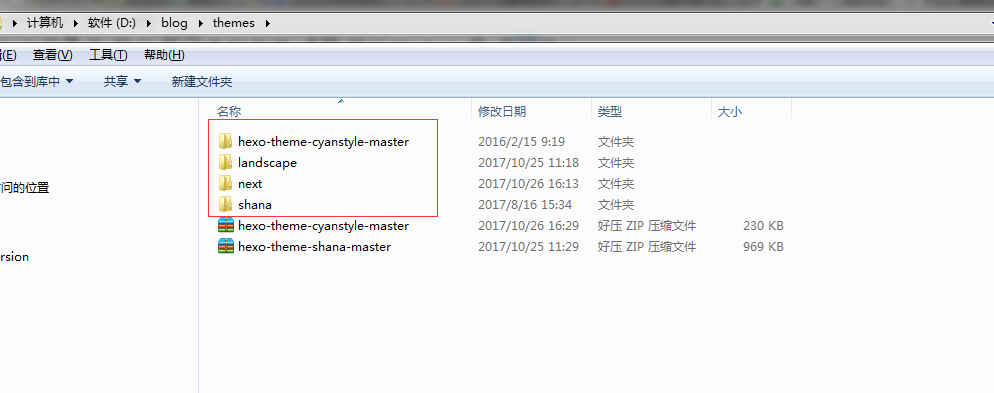 计算机 软件 (D:) blog themes
(E) 查看(V) 工具(T) 帮助(H)
包含到库中 共享 新建文件夹
名称 修改日期 类型 大小
hexo-theme-cyanstyle-master 2016/2/15 9:19 文件夹
landscape 2017/10/25 11:18 文件夹
next 2017/10/26 16:13 文件夹
问的位置
shana 2017/8/16 15:34 文件夹
hexo-theme-cyanstyle-master 2017/10/26 16:29 好压 ZIP 压缩文件 230 KB
hexo-theme-shana-master 2017/10/25 11:29 好压 ZIP 压缩文件 969 KB
rsion